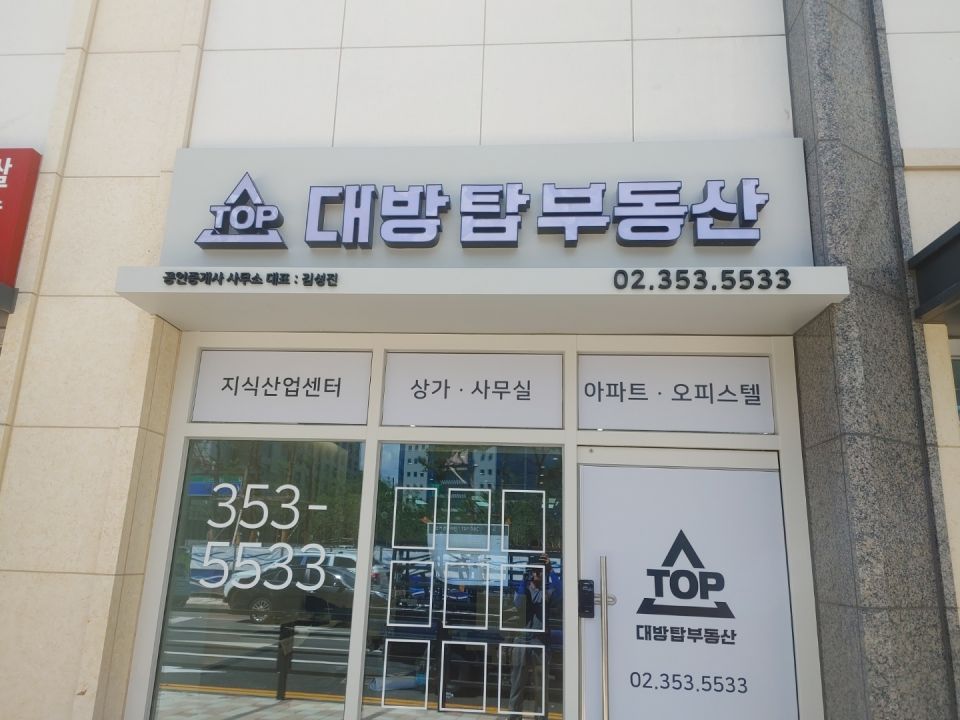 TOP 대방탑부동산
공인중개사 사무소 대표 : 김성진
02.353.5533
지식산업센터
상가 · 사무실
아파트 · 오피스텔
353-
5533
TOP
대방탑부동산
02.353.5533